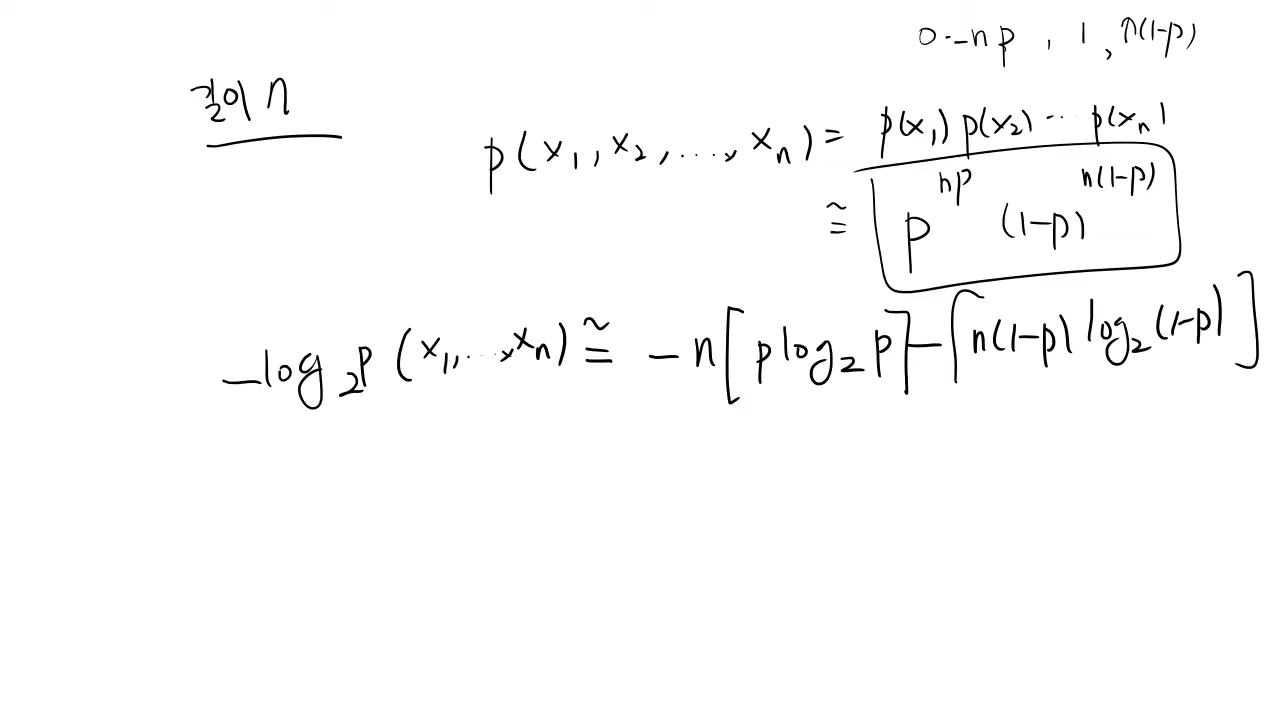 0 -- np , 1 , n(1-p)
길이 n
p(x₁, x₂, ..., xₙ) = p(x₁) p(x₂) ... p(xₙ)
≅ p^{np} (1-p)^{n(1-p)}
-log₂p (x₁, ..., xₙ) ≅ -n[p log₂ p] - [n(1-p) log₂ (1-p)]